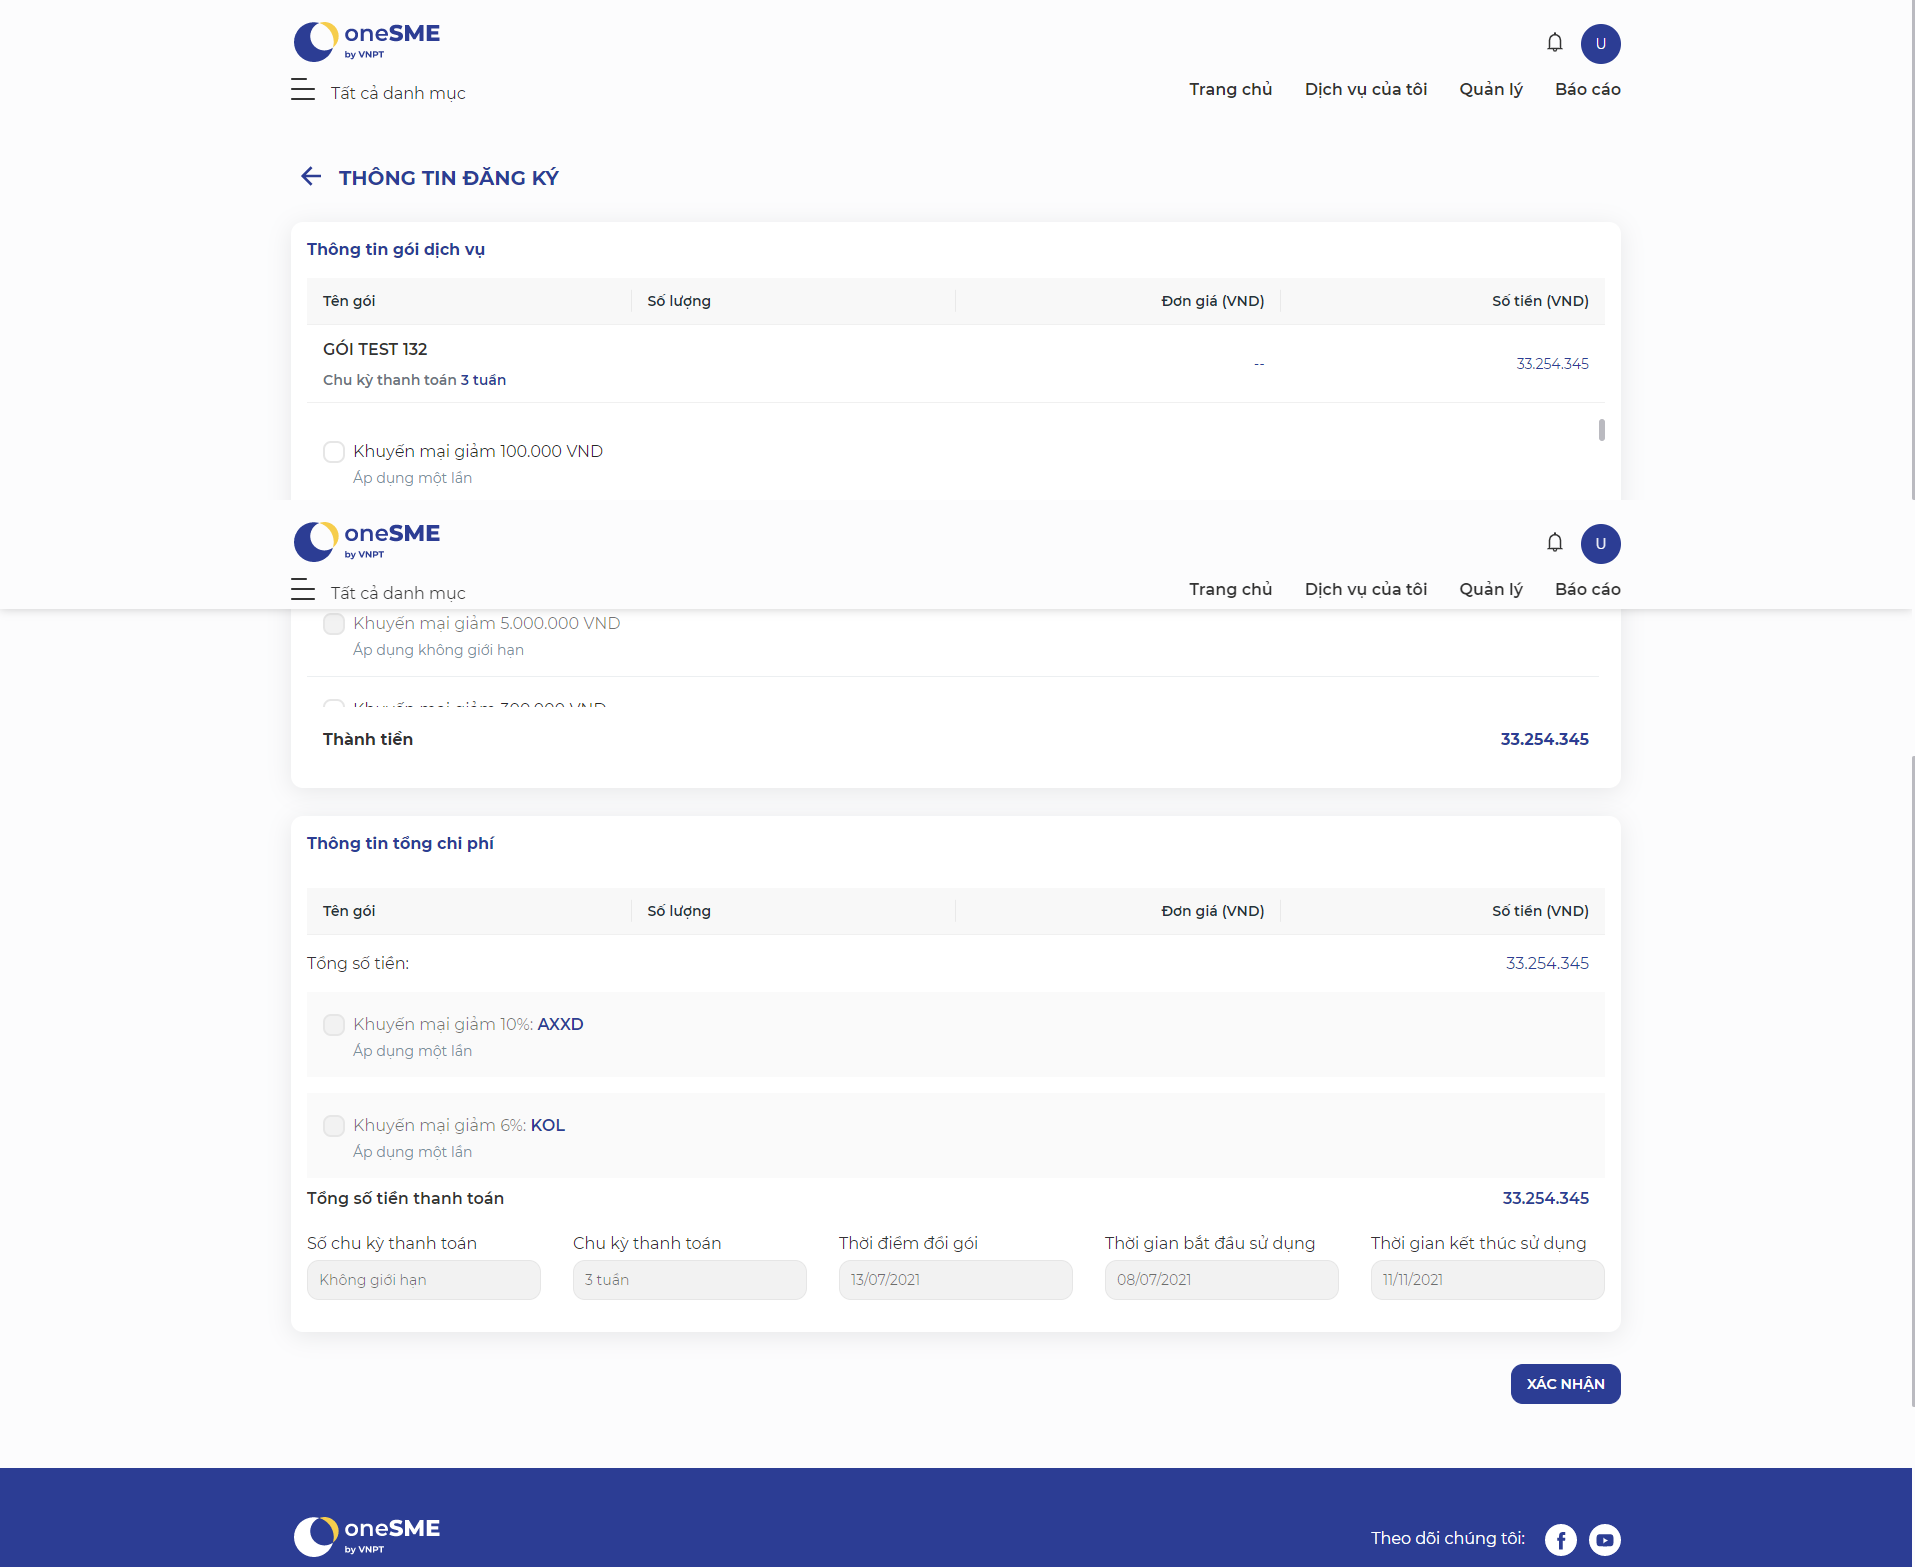 oneSME
by VNPT
U
Tất cả danh mục
Trang chủ Dịch vụ của tôi Quản lý Báo cáo
THÔNG TIN ĐĂNG KÝ
Thông tin gói dịch vụ
Tên gói Số lượng Đơn giá (VND) Số tiền (VND)
GÓI TEST 132
Chu kỳ thanh toán 3 tuần
-- 33.254.345
Khuyến mại giảm 100.000 VND
Áp dụng một lần
oneSME
by VNPT
U
Tất cả danh mục
Trang chủ Dịch vụ của tôi Quản lý Báo cáo
Khuyến mại giảm 5.000.000 VND
Áp dụng không giới hạn
Khuyến mại giảm 300.000 VND
Thành tiền 33.254.345
Thông tin tổng chi phí
Tên gói Số lượng Đơn giá (VND) Số tiền (VND)
Tổng số tiền: 33.254.345
Khuyến mại giảm 10%: AXXD
Áp dụng một lần
Khuyến mại giảm 6%: KOL
Áp dụng một lần
Tổng số tiền thanh toán 33.254.345
Số chu kỳ thanh toán Chu kỳ thanh toán Thời điểm đổi gói Thời gian bắt đầu sử dụng Thời gian kết thúc sử dụng
Không giới hạn 3 tuần 13/07/2021 08/07/2021 11/11/2021
XÁC NHẬN
oneSME
by VNPT
Theo dõi chúng tôi: